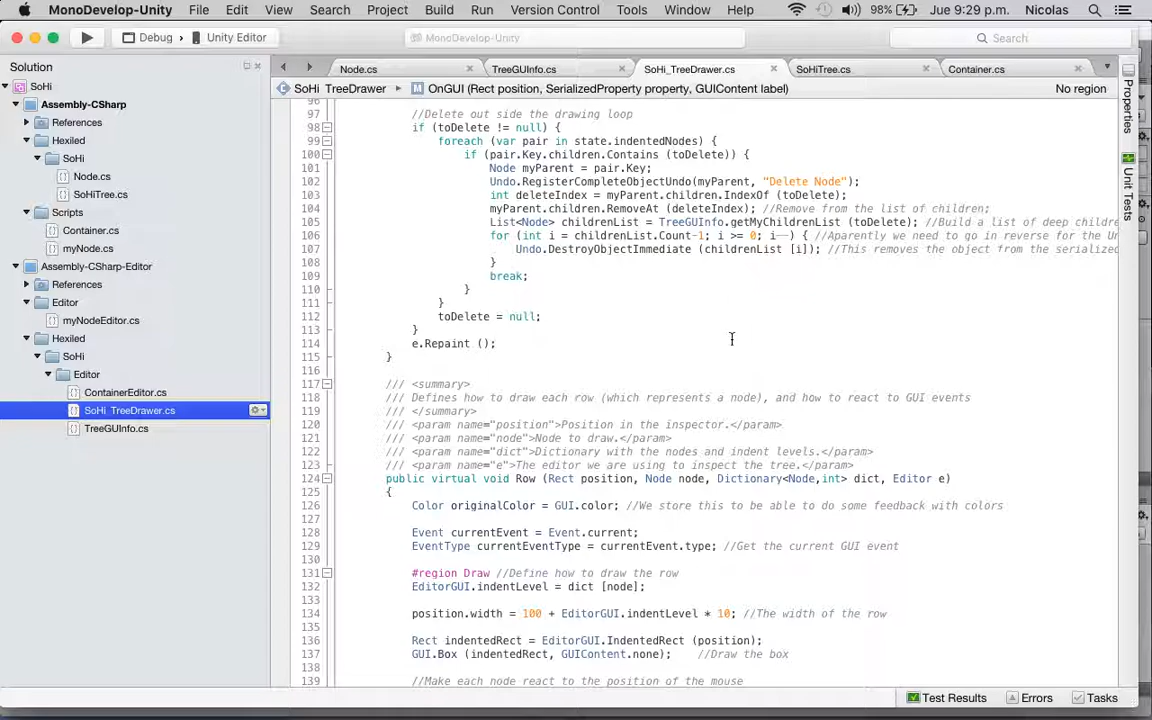 MonoDevelop-Unity File Edit View Search Project Build Run Version Control Tools Window Help 98% Jue 9:29 p.m. Nicolas
Debug Unity Editor MonoDevelop-Unity Search
Solution
Node.cs TreeGUInfo.cs SoHi_TreeDrawer.cs SoHiTree.cs Container.cs
SoHi
Assembly-CSharp
References
Hexiled
SoHi
Node.cs
SoHiTree.cs
Scripts
Container.cs
myNode.cs
Assembly-CSharp-Editor
References
Editor
myNodeEditor.cs
Hexiled
SoHi
Editor
ContainerEditor.cs
SoHi_TreeDrawer.cs
TreeGUInfo.cs
SoHi_TreeDrawer OnGUI (Rect position, SerializedProperty property, GUIContent label) No region
96
97 //Delete out side the drawing loop
98 if (toDelete != null) {
99 foreach (var pair in state.indentedNodes) {
100 if (pair.Key.children.Contains (toDelete)) {
101 Node myParent = pair.Key;
102 Undo.RegisterCompleteObjectUndo(myParent, "Delete Node");
103 int deleteIndex = myParent.children.IndexOf (toDelete);
104 myParent.children.RemoveAt (deleteIndex); //Remove from the list of children;
105 List<Node> childrenList = TreeGUInfo.getMyChildrenList (toDelete); //Build a list of deep childre
106 for (int i = childrenList.Count-1; i >= 0; i--) { //Aparently we need to go in reverse for the Un
107 Undo.DestroyObjectImmediate (childrenList [i]); //This removes the object from the serialized
108 }
109 break;
110 }
111 }
112 toDelete = null;
113 }
114 e.Repaint ();
115 }
116
117 /// <summary>
118 /// Defines how to draw each row (which represents a node), and how to react to GUI events
119 /// </summary>
120 /// <param name="position">Position in the inspector.</param>
121 /// <param name="node">Node to draw.</param>
122 /// <param name="dict">Dictionary with the nodes and indent levels.</param>
123 /// <param name="e">The editor we are using to inspect the tree.</param>
124 public virtual void Row (Rect position, Node node, Dictionary<Node,int> dict, Editor e)
125 {
126 Color originalColor = GUI.color; //We store this to be able to do some feedback with colors
127
128 Event currentEvent = Event.current;
129 EventType currentEventType = currentEvent.type; //Get the current GUI event
130
131 #region Draw //Define how to draw the row
132 EditorGUI.indentLevel = dict [node];
133
134 position.width = 100 + EditorGUI.indentLevel * 10; //The width of the row
135
136 Rect indentedRect = EditorGUI.IndentedRect (position);
137 GUI.Box (indentedRect, GUIContent.none); //Draw the box
138
139 //Make each node react to the position of the mouse
Properties
Unit Tests
Test Results Errors Tasks